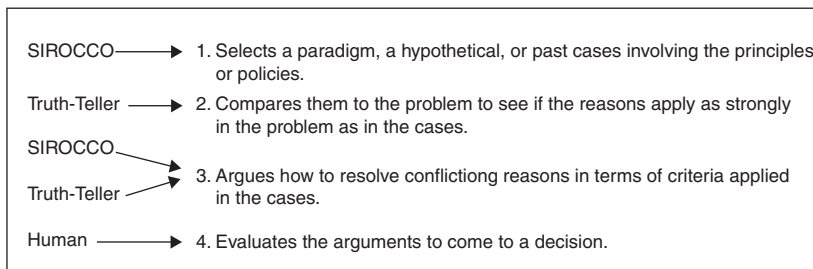 SIROCCO 1. Selects a paradigm, a hypothetical, or past cases involving the principles
or policies.
Truth-Teller 2. Compares them to the problem to see if the reasons apply as strongly
in the problem as in the cases.
SIROCCO
3. Argues how to resolve conflictiong reasons in terms of criteria applied
Truth-Teller
in the cases.
Human 4. Evaluates the arguments to come to a decision.